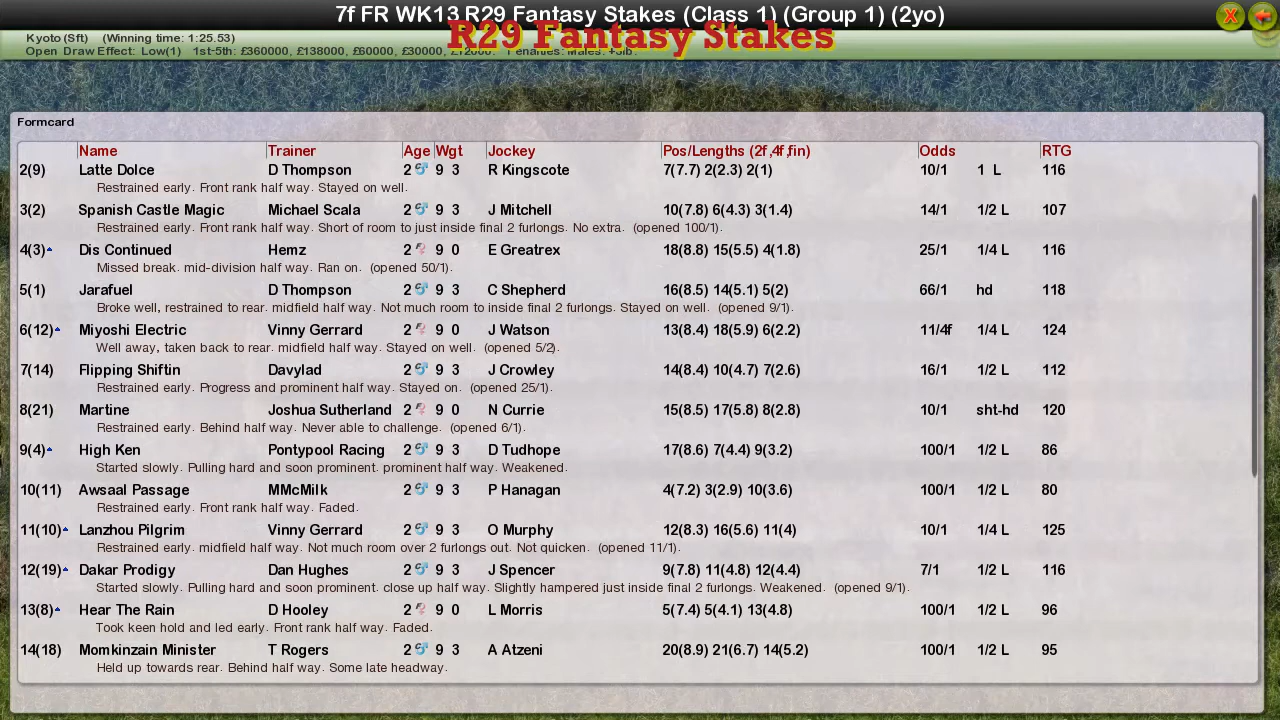 7f FR WK13 R29 Fantasy Stakes (Class 1) (Group 1) (2yo)
R29 Fantasy Stakes
Kyoto (Sft) (Winning time: 1:25.53)
Open Draw Effect: Low(1) 1st-5th: £360000, £138000, £60000, £30000, £12000. Penalties: Males: +3lb.
Formcard
Name Trainer Age Wgt Jockey Pos/Lengths (2f,4f,fin) Odds RTG
2(9) Latte Dolce D Thompson 2 9 3 R Kingscote 7(7.7) 2(2.3) 2(1) 10/1 1 L 116
Restrained early. Front rank half way. Stayed on well.
3(2) Spanish Castle Magic Michael Scala 2 9 3 J Mitchell 10(7.8) 6(4.3) 3(1.4) 14/1 1/2 L 107
Restrained early. Front rank half way. Short of room to just inside final 2 furlongs. No extra. (opened 100/1).
4(3) Dis Continued Hemz 2 9 0 E Greatrex 18(8.8) 15(5.5) 4(1.8) 25/1 1/4 L 116
Missed break. mid-division half way. Ran on. (opened 50/1).
5(1) Jarafuel D Thompson 2 9 3 C Shepherd 16(8.5) 14(5.1) 5(2) 66/1 hd 118
Broke well, restrained to rear. midfield half way. Not much room to inside final 2 furlongs. Stayed on well. (opened 9/1).
6(12) Miyoshi Electric Vinny Gerrard 2 9 0 J Watson 13(8.4) 18(5.9) 6(2.2) 11/4f 1/4 L 124
Well away, taken back to rear. midfield half way. Stayed on well. (opened 5/2).
7(14) Flipping Shiftin Davylad 2 9 3 J Crowley 14(8.4) 10(4.7) 7(2.6) 16/1 1/2 L 112
Restrained early. Progress and prominent half way. Stayed on. (opened 25/1).
8(21) Martine Joshua Sutherland 2 9 0 N Currie 15(8.5) 17(5.8) 8(2.8) 10/1 sht-hd 120
Restrained early. Behind half way. Never able to challenge. (opened 6/1).
9(4) High Ken Pontypool Racing 2 9 3 D Tudhope 17(8.6) 7(4.4) 9(3.2) 100/1 1/2 L 86
Started slowly. Pulling hard and soon prominent. prominent half way. Weakened.
10(11) Awsaal Passage MMcMilk 2 9 3 P Hanagan 4(7.2) 3(2.9) 10(3.6) 100/1 1/2 L 80
Restrained early. Front rank half way. Faded.
11(10) Lanzhou Pilgrim Vinny Gerrard 2 9 3 O Murphy 12(8.3) 16(5.6) 11(4) 10/1 1/4 L 125
Restrained early. midfield half way. Not much room over 2 furlongs out. Not quicken. (opened 11/1).
12(19) Dakar Prodigy Dan Hughes 2 9 3 J Spencer 9(7.8) 11(4.8) 12(4.4) 7/1 1/2 L 116
Started slowly. Pulling hard and soon prominent. close up half way. Slightly hampered just inside final 2 furlongs. Weakened. (opened 9/1).
13(8) Hear The Rain D Hooley 2 9 0 L Morris 5(7.4) 5(4.1) 13(4.8) 100/1 1/2 L 96
Took keen hold and led early. Front rank half way. Faded.
14(18) Momkinzain Minister T Rogers 2 9 3 A Atzeni 20(8.9) 21(6.7) 14(5.2) 100/1 1/2 L 95
Held up towards rear. Behind half way. Some late headway.